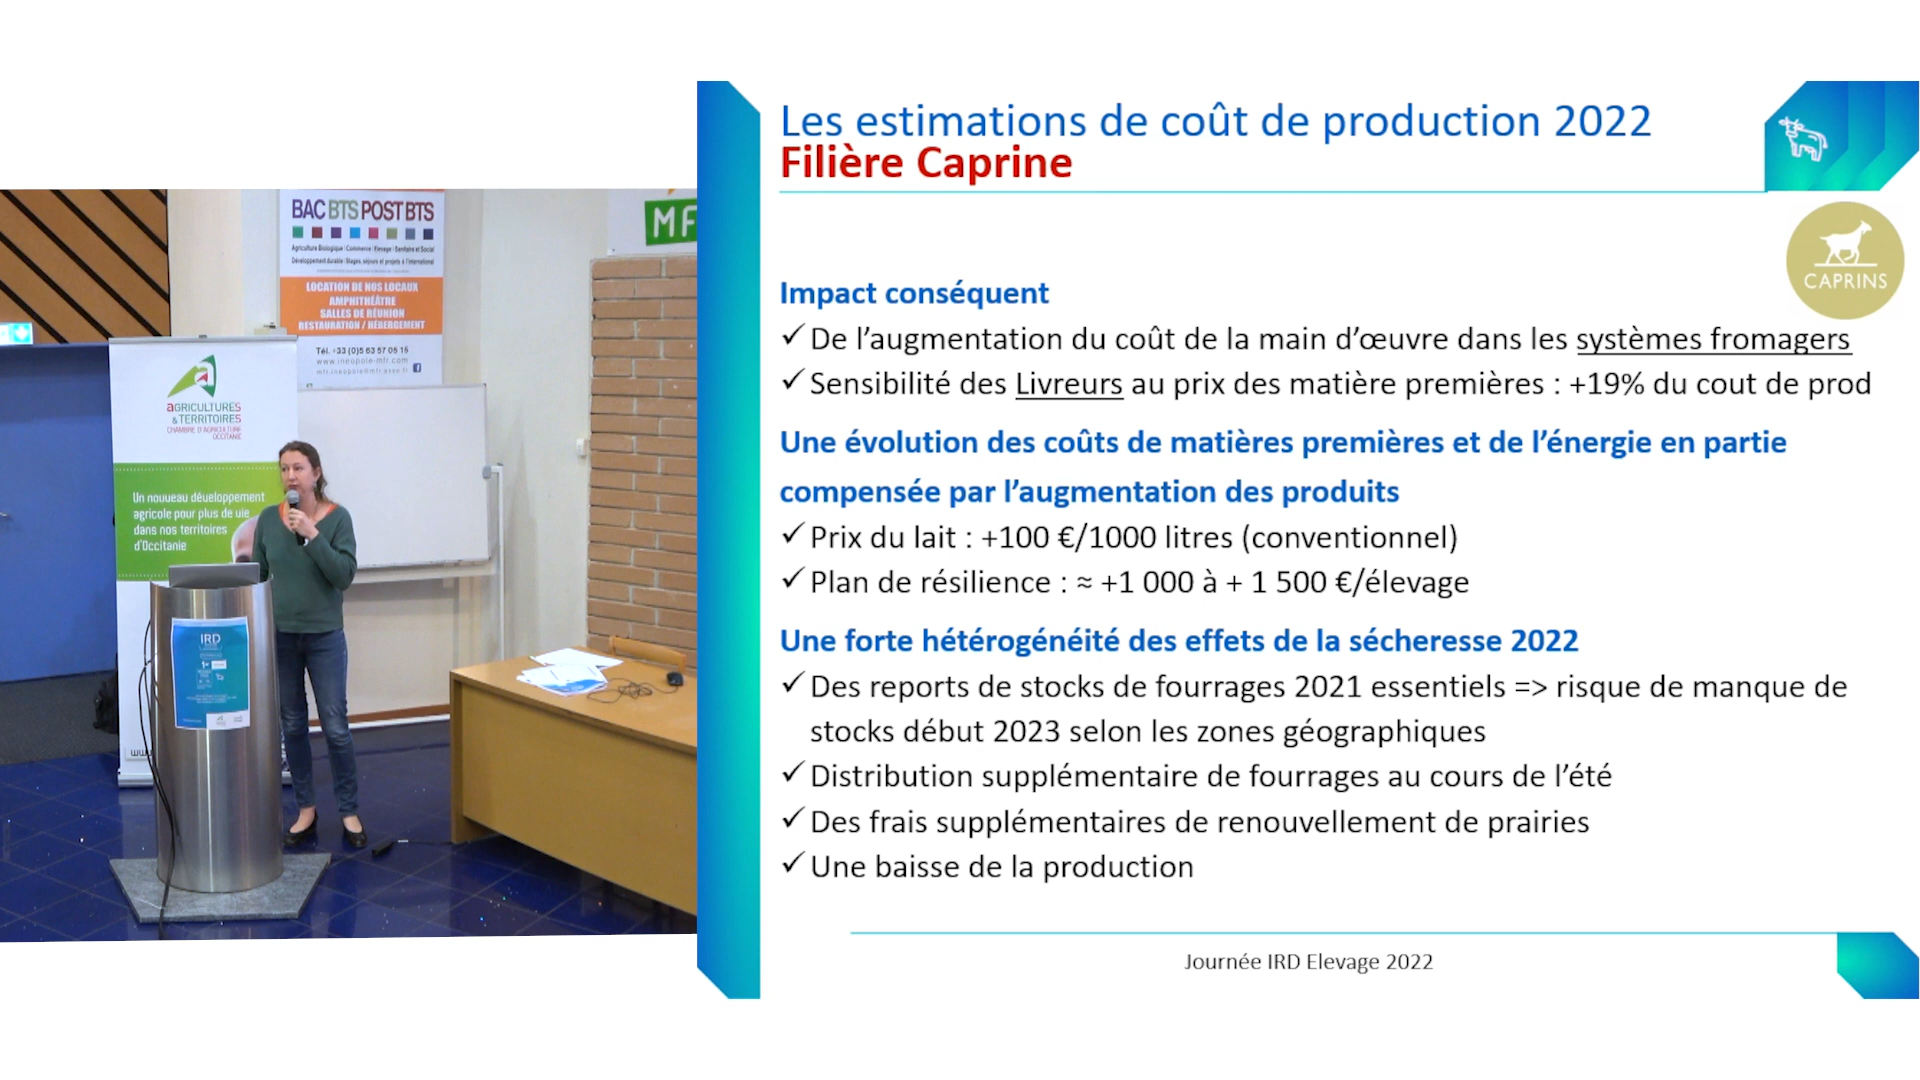 BAC BTS POST BTS
Agriculture Biologique | Commerce | Elevage | Sanitaire et Social
Développement durable | Stages, séjours et projets à l'international
LOCATION DE NOS LOCAUX
AMPHITHÉÂTRE
SALLES DE RÉUNION
RESTAURATION / HÉBERGEMENT
Tél. +33 (0)5 63 57 05 15
www.ineopole-mfr.com
mfr.ineopole@mfr.asso.fr
MF
AGRICULTURES
& TERRITOIRES
CHAMBRE D'AGRICULTURE
OCCITANIE
Un nouveau développement
agricole pour plus de vie
dans nos territoires
d'Occitanie
www
IRD
Les estimations de coût de production 2022
Filière Caprine
CAPRINS
Impact conséquent
✓ De l’augmentation du coût de la main d’œuvre dans les systèmes fromagers
✓ Sensibilité des Livreurs au prix des matière premières : +19% du cout de prod
Une évolution des coûts de matières premières et de l’énergie en partie
compensée par l’augmentation des produits
✓ Prix du lait : +100 €/1000 litres (conventionnel)
✓ Plan de résilience : ≈ +1 000 à + 1 500 €/élevage
Une forte hétérogénéité des effets de la sécheresse 2022
✓ Des reports de stocks de fourrages 2021 essentiels => risque de manque de
stocks début 2023 selon les zones géographiques
✓ Distribution supplémentaire de fourrages au cours de l’été
✓ Des frais supplémentaires de renouvellement de prairies
✓ Une baisse de la production
Journée IRD Elevage 2022